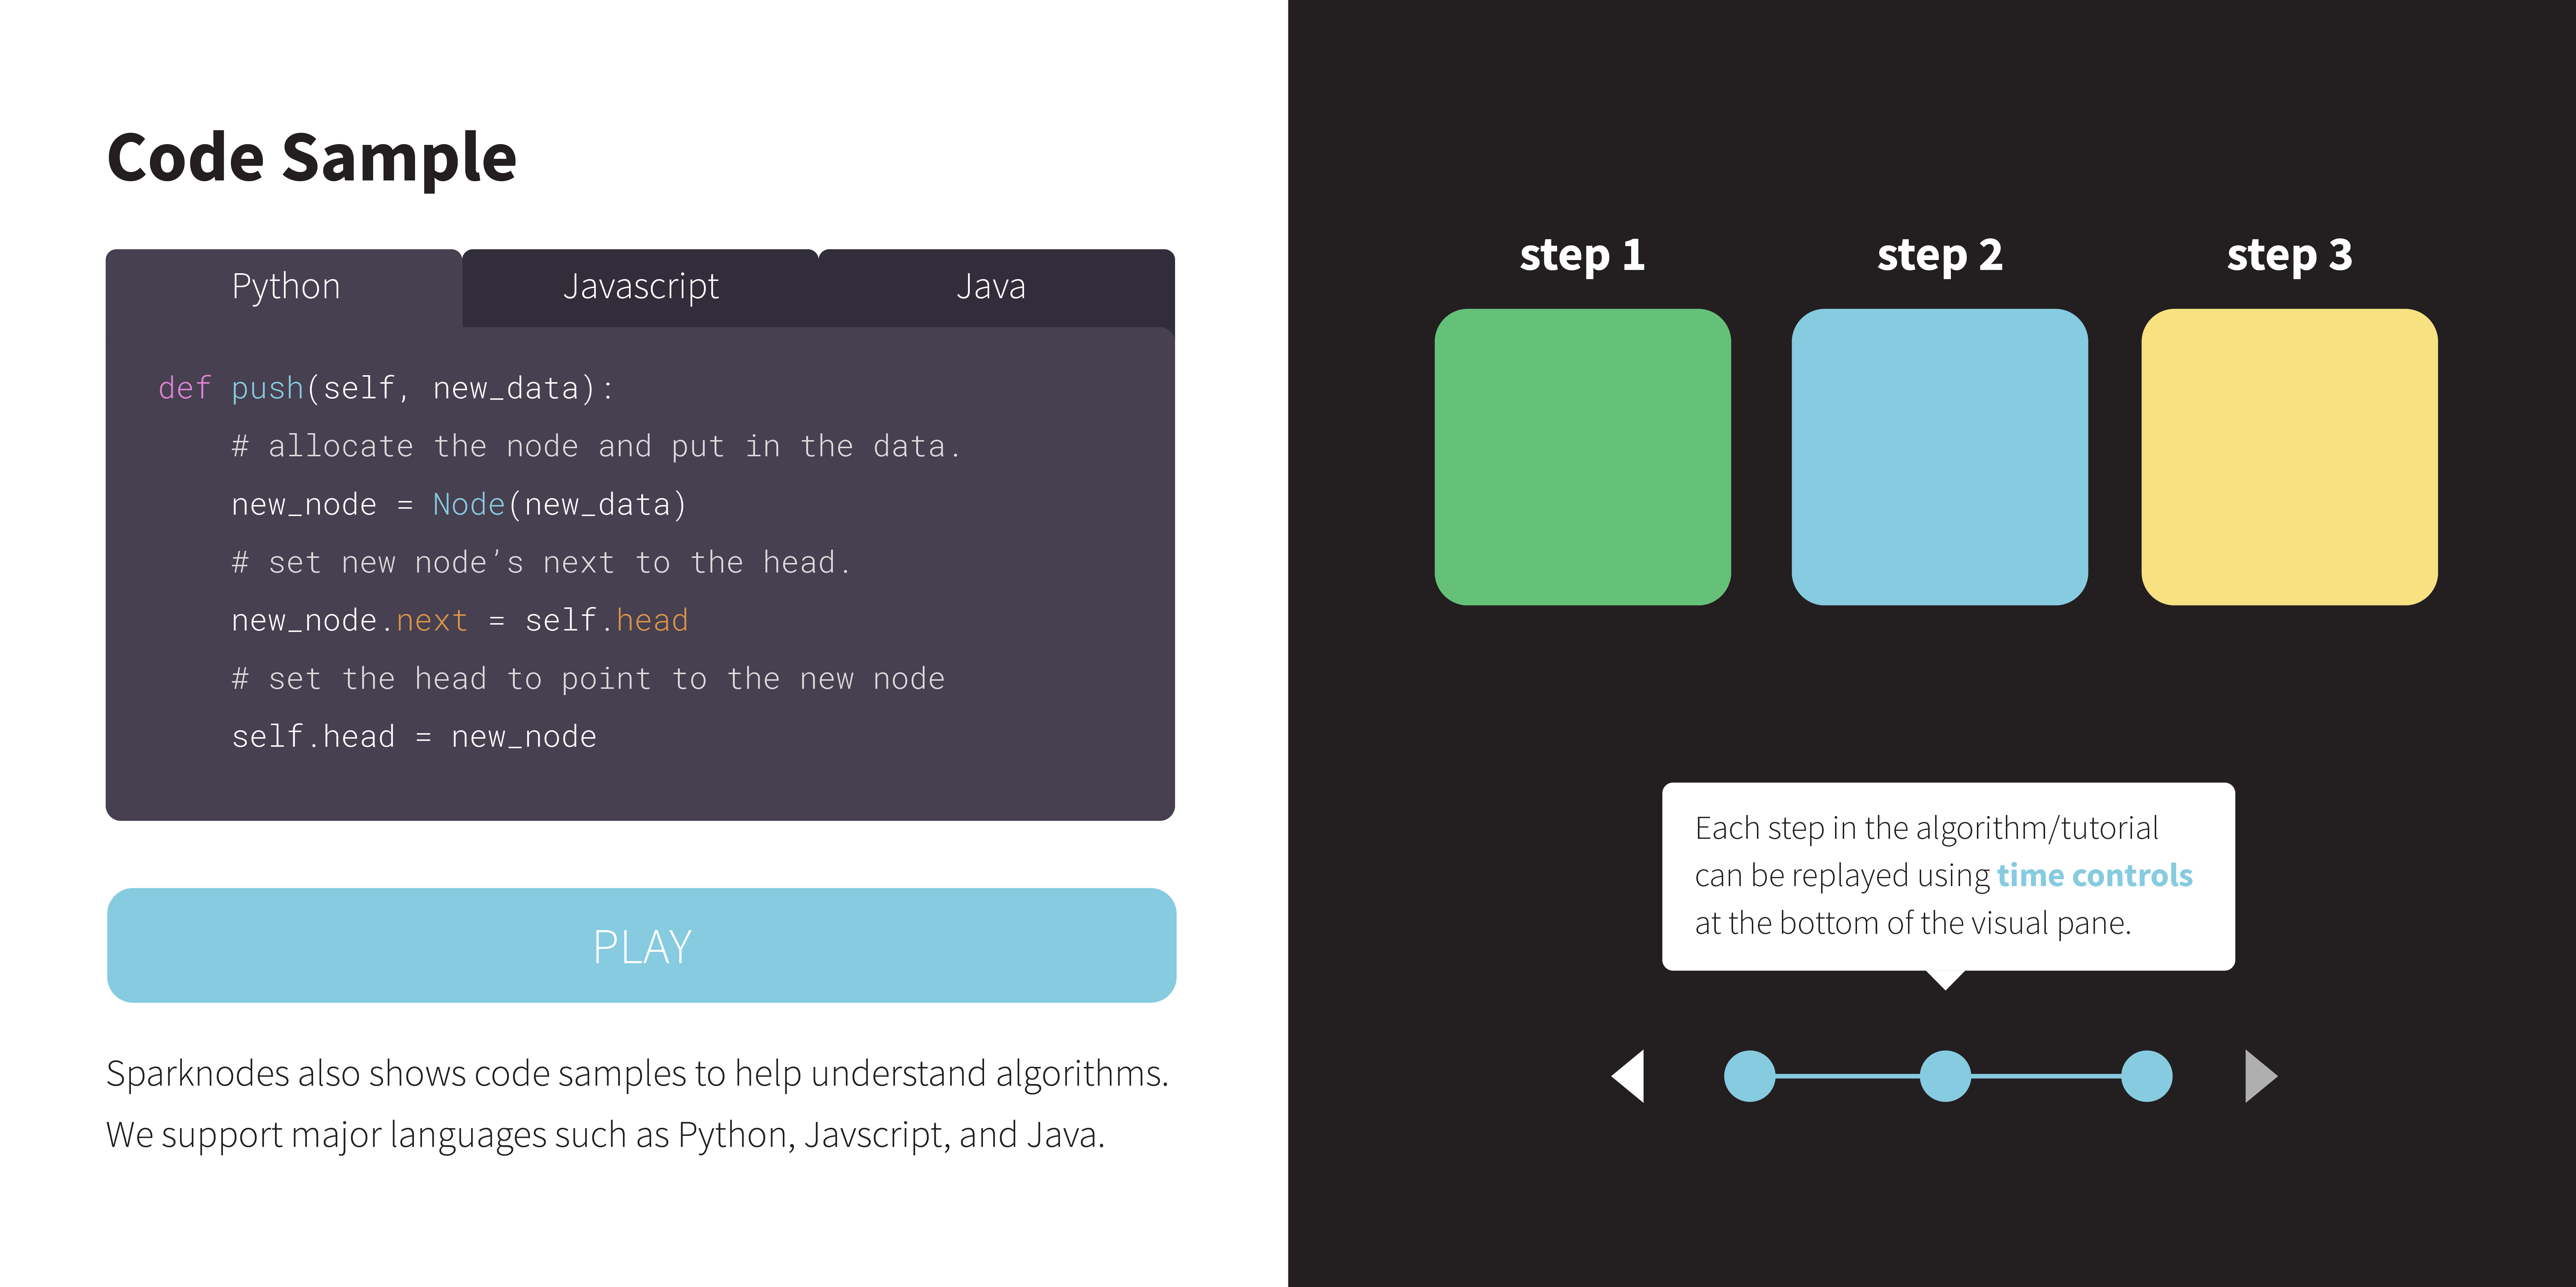 Code Sample
Python
Javascript
Java
def push(self, new_data):
    # allocate the node and put in the data.
    new_node = Node(new_data)
    # set new node’s next to the head.
    new_node.next = self.head
    # set the head to point to the new node
    self.head = new_node
PLAY
Sparknodes also shows code samples to help understand algorithms.
We support major languages such as Python, Javscript, and Java.
step 1
step 2
step 3
Each step in the algorithm/tutorial
can be replayed using time controls
at the bottom of the visual pane.